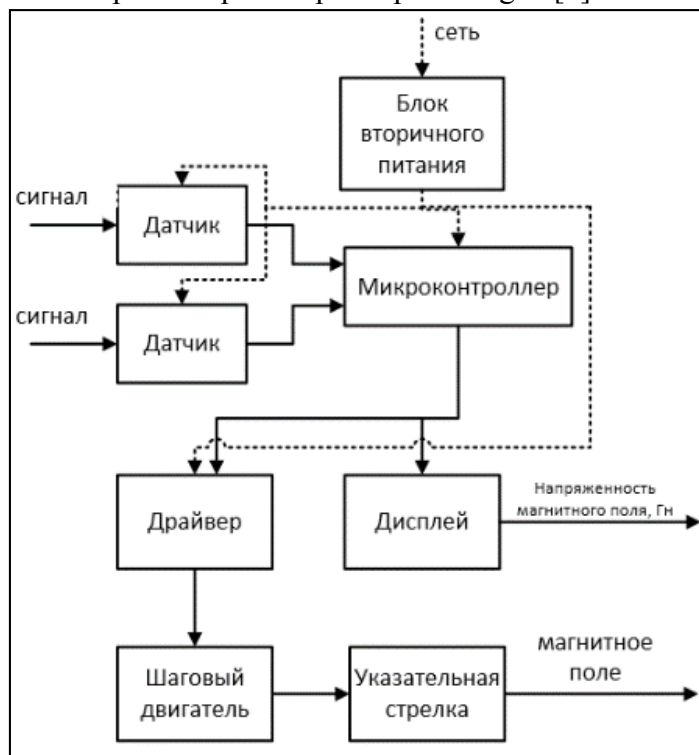 сеть
Блок
вторичного
питания
сигнал
Датчик
Микроконтроллер
сигнал
Датчик
Драйвер
Дисплей
Напряженность
магнитного поля, Гн
Шаговый
двигатель
Указательная
стрелка
магнитное
поле